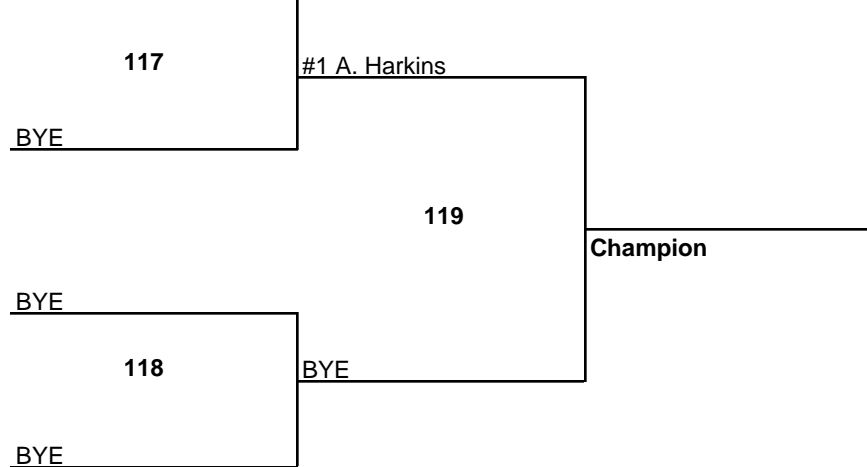 117
#1 A. Harkins
BYE
119
Champion
BYE
118
BYE
BYE